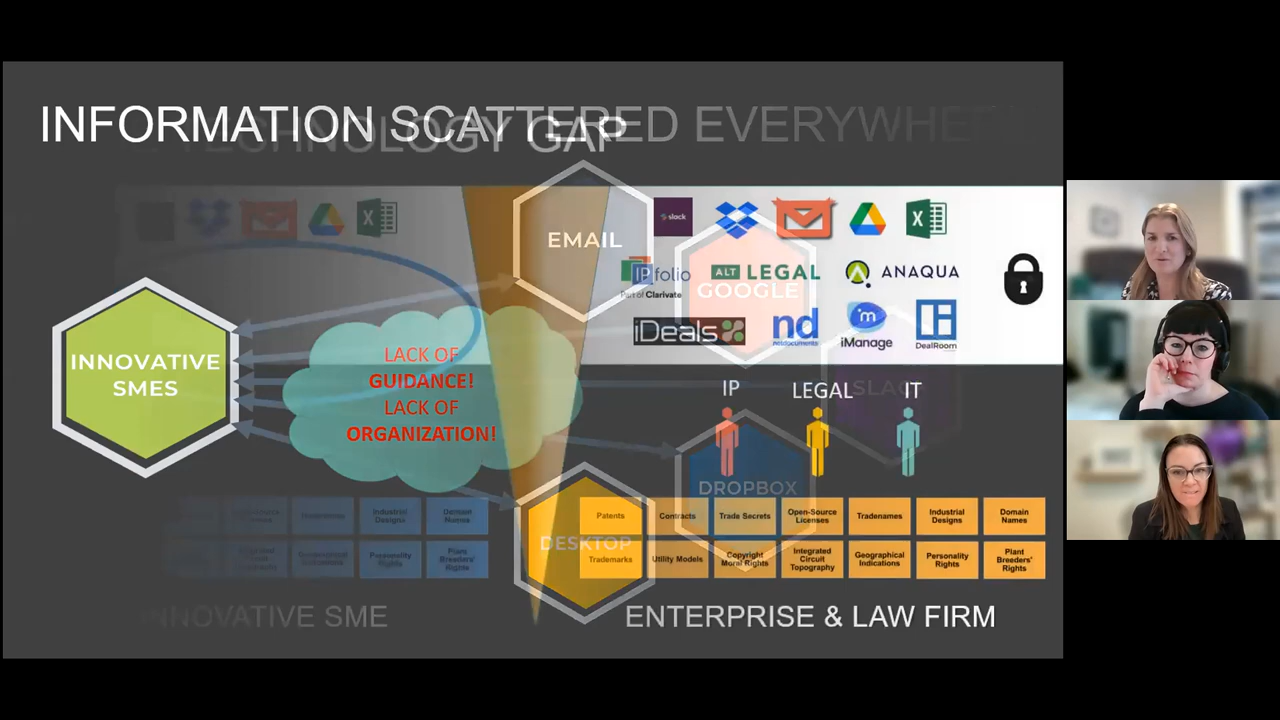 INFORMATION SCATTERED EVERYWHERE
TECHNOLOGY GAP
EMAIL
slack
IPfolio
Part of Clarivate
ALT LEGAL
ANAQUA
GOOGLE
iDeals
nd
netdocuments
iManage
DealRoom
INNOVATIVE
SMES
LACK OF
GUIDANCE!
LACK OF
ORGANIZATION!
SLACK
IP
LEGAL
IT
DROPBOX
DESKTOP
Industrial
Designs
Domain
Names
Personality
Rights
Plant
Breeders'
Rights
Patents
Contracts
Trade Secrets
Open-Source
Licenses
Tradenames
Industrial
Designs
Domain
Names
Trademarks
Utility Models
Copyright
Moral Rights
Integrated
Circuit
Topography
Geographical
Indications
Personality
Rights
Plant
Breeders'
Rights
INNOVATIVE SME
ENTERPRISE & LAW FIRM